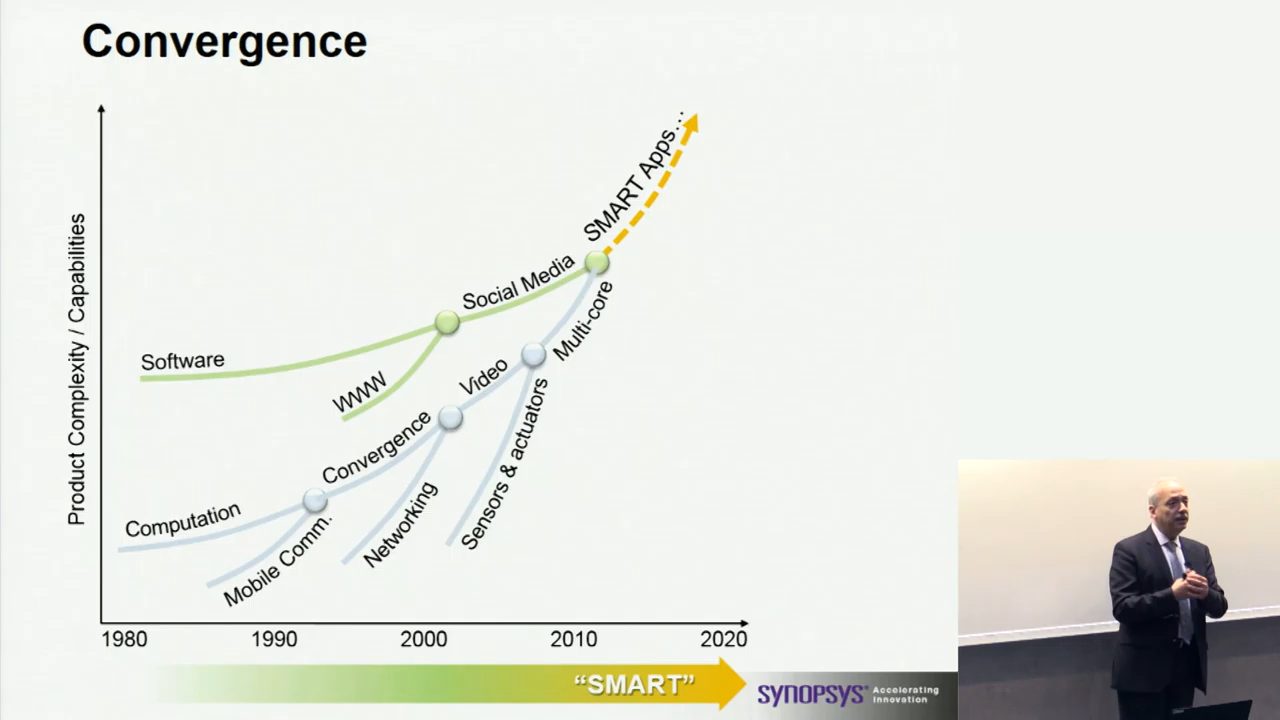 Convergence
Product Complexity / Capabilities
SMART Apps...
Social Media
Software
WWW
Video
Multi-core
Convergence
Computation
Mobile Comm.
Networking
Sensors & actuators
1980
1990
2000
2010
2020
“SMART”
SYNOPSYS®
Accelerating
Innovation